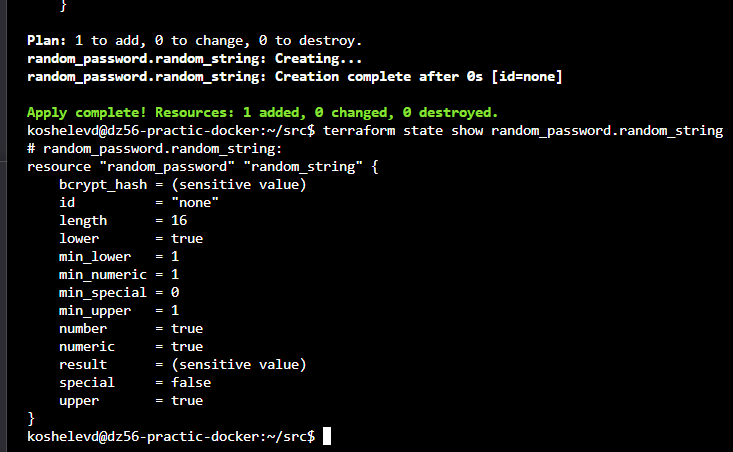 }
Plan: 1 to add, 0 to change, 0 to destroy.
random_password.random_string: Creating...
random_password.random_string: Creation complete after 0s [id=none]
Apply complete! Resources: 1 added, 0 changed, 0 destroyed.
koshelevd@dz56-practic-docker:~/src$ terraform state show random_password.random_string
# random_password.random_string:
resource "random_password" "random_string" {
    bcrypt_hash = (sensitive value)
    id          = "none"
    length      = 16
    lower       = true
    min_lower   = 1
    min_numeric = 1
    min_special = 0
    min_upper   = 1
    number      = true
    numeric     = true
    result      = (sensitive value)
    special     = false
    upper       = true
}
koshelevd@dz56-practic-docker:~/src$